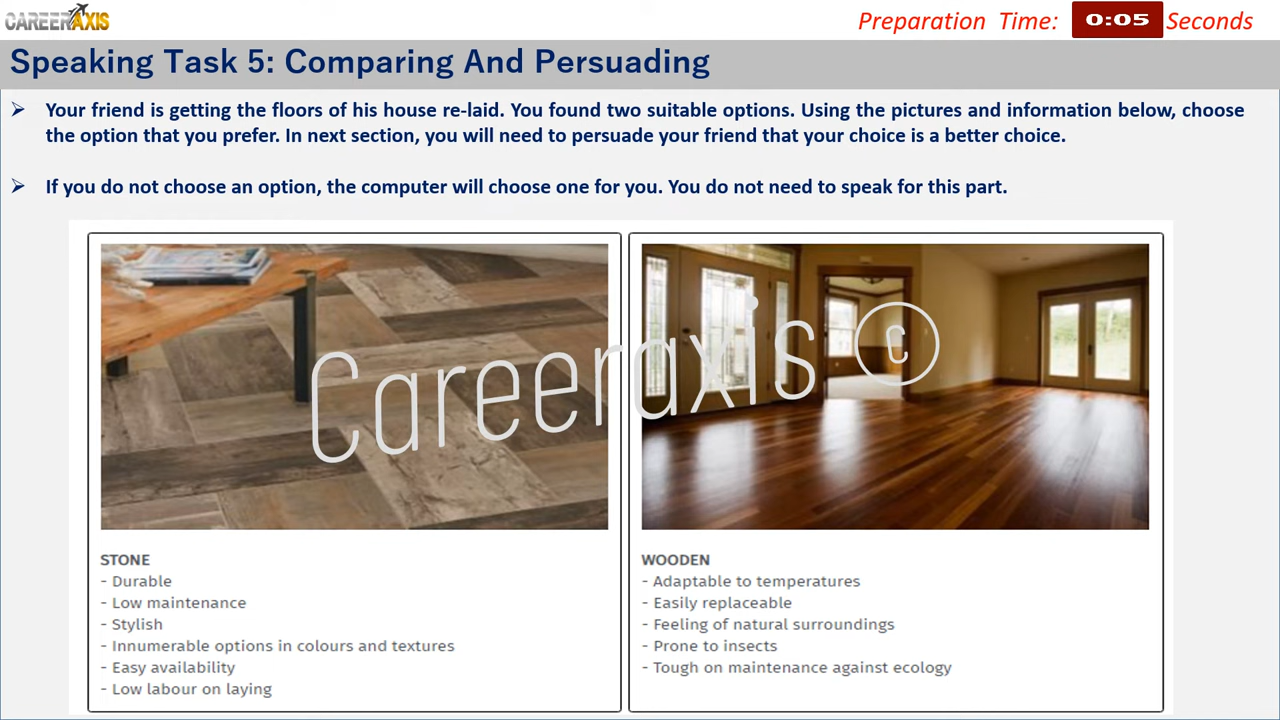 CAREERAXIS
Preparation Time: 0:05 Seconds
Speaking Task 5: Comparing And Persuading
➢ Your friend is getting the floors of his house re-laid. You found two suitable options. Using the pictures and information below, choose
the option that you prefer. In next section, you will need to persuade your friend that your choice is a better choice.
➢ If you do not choose an option, the computer will choose one for you. You do not need to speak for this part.
Careeraxis ©
STONE
- Durable
- Low maintenance
- Stylish
- Innumerable options in colours and textures
- Easy availability
- Low labour on laying
WOODEN
- Adaptable to temperatures
- Easily replaceable
- Feeling of natural surroundings
- Prone to insects
- Tough on maintenance against ecology